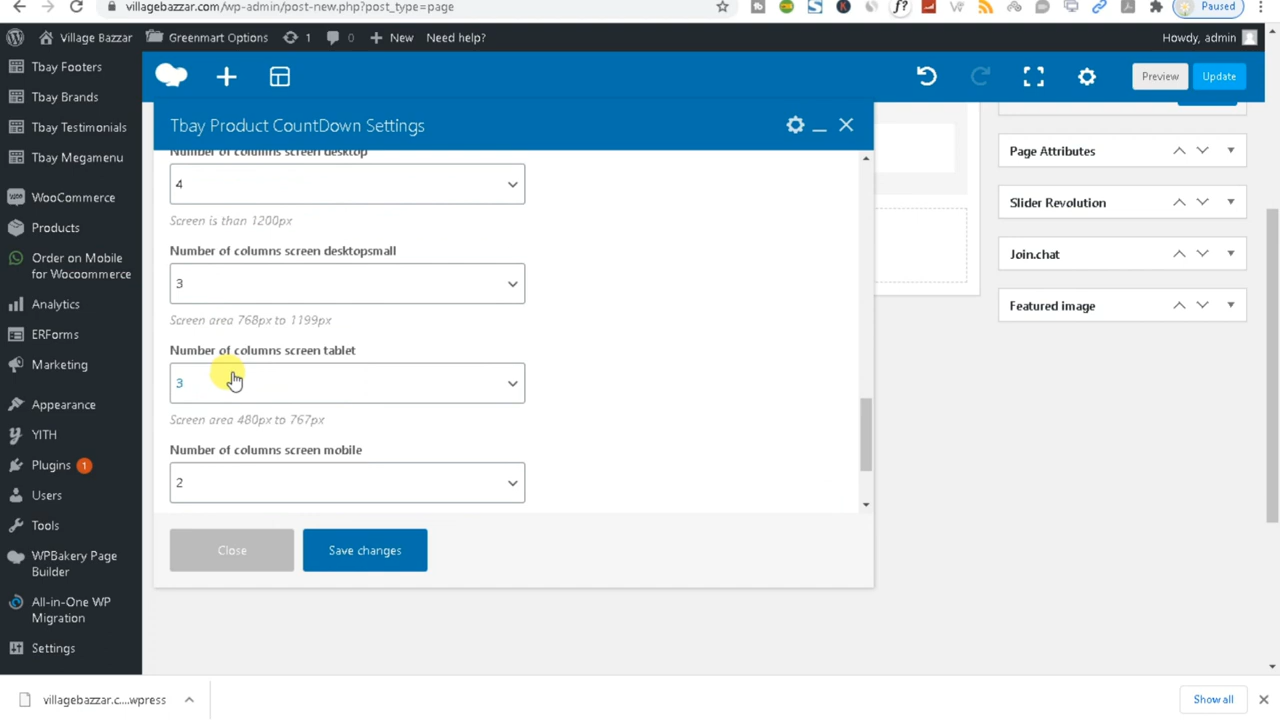 villagebazzar.com/wp-admin/post-new.php?post_type=page
Paused
Village Bazzar
Greenmart Options
1
0
New
Need help?
Howdy, admin
Tbay Footers
Tbay Brands
Tbay Testimonials
Tbay Megamenu
WooCommerce
Products
Order on Mobile
for Wocoommerce
Analytics
ERForms
Marketing
Appearance
YITH
Plugins 1
Users
Tools
WPBakery Page
Builder
All-in-One WP
Migration
Settings
Preview
Update
Tbay Product CountDown Settings
Number of columns screen desktop
4
Screen is than 1200px
Number of columns screen desktopsmall
3
Screen area 768px to 1199px
Number of columns screen tablet
3
Screen area 480px to 767px
Number of columns screen mobile
2
Close
Save changes
Page Attributes
Slider Revolution
Join.chat
Featured image
villagebazzar.c....wpress
Show all